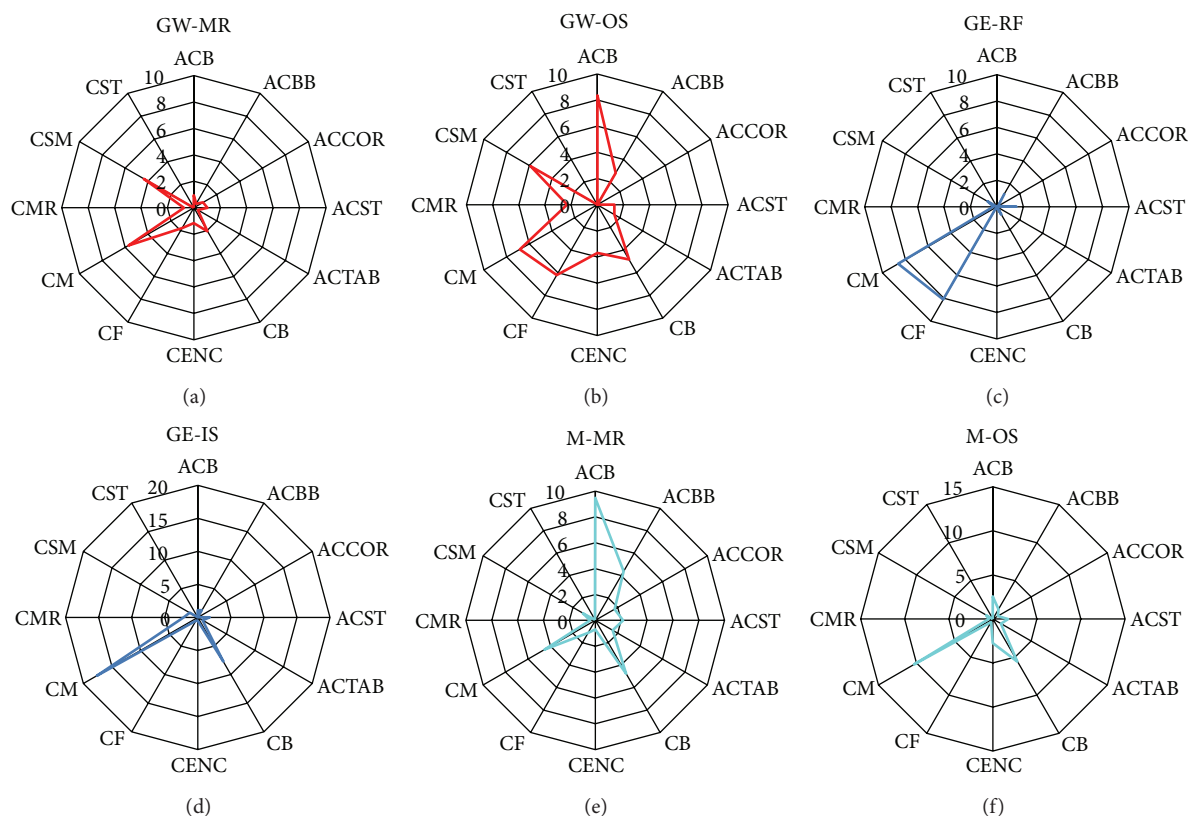 GW-MR
ACB
ACBB
ACCOR
ACST
ACTAB
CB
CENC
CF
CM
CMR
CSM
CST
10
8
6
4
2
0
(a)
GW-OS
ACB
ACBB
ACCOR
ACST
ACTAB
CB
CENC
CF
CM
CMR
CSM
CST
10
8
6
4
2
0
(b)
GE-RF
ACB
ACBB
ACCOR
ACST
ACTAB
CB
CENC
CF
CM
CMR
CSM
CST
10
8
6
4
2
0
(c)
GE-IS
ACB
ACBB
ACCOR
ACST
ACTAB
CB
CENC
CF
CM
CMR
CSM
CST
20
15
10
5
0
(d)
M-MR
ACB
ACBB
ACCOR
ACST
ACTAB
CB
CENC
CF
CM
CMR
CSM
CST
10
8
6
4
2
0
(e)
M-OS
ACB
ACBB
ACCOR
ACST
ACTAB
CB
CENC
CF
CM
CMR
CSM
CST
15
10
5
0
(f)